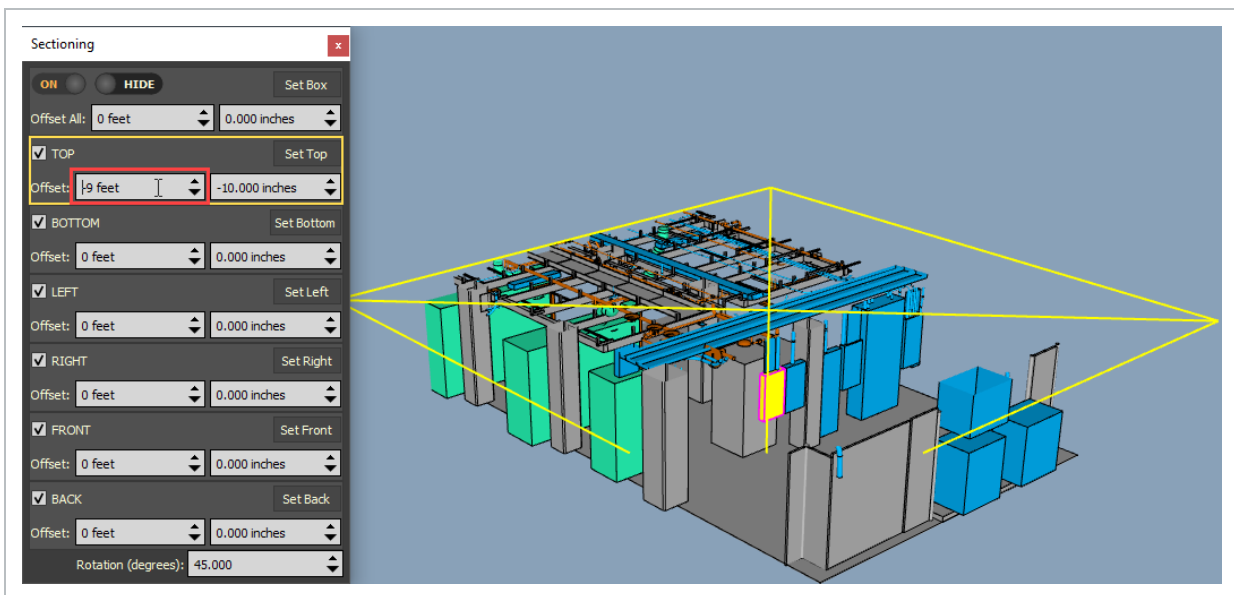 Sectioning x
ON HIDE Set Box
Offset All: 0 feet 0.000 inches
TOP Set Top
Offset: -9 feet -10.000 inches
BOTTOM Set Bottom
Offset: 0 feet 0.000 inches
LEFT Set Left
Offset: 0 feet 0.000 inches
RIGHT Set Right
Offset: 0 feet 0.000 inches
FRONT Set Front
Offset: 0 feet 0.000 inches
BACK Set Back
Offset: 0 feet 0.000 inches
Rotation (degrees): 45.000